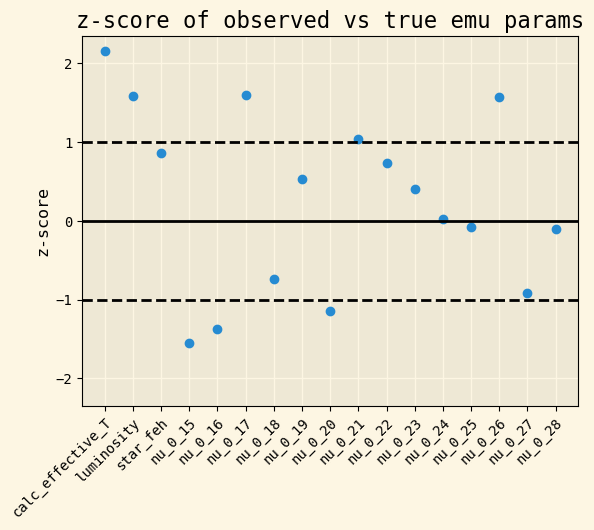 z-score of observed vs true emu params
z-score
2
1
0
−1
−2
calc_effective_T
luminosity
star_feh
nu_0_15
nu_0_16
nu_0_17
nu_0_18
nu_0_19
nu_0_20
nu_0_21
nu_0_22
nu_0_23
nu_0_24
nu_0_25
nu_0_26
nu_0_27
nu_0_28